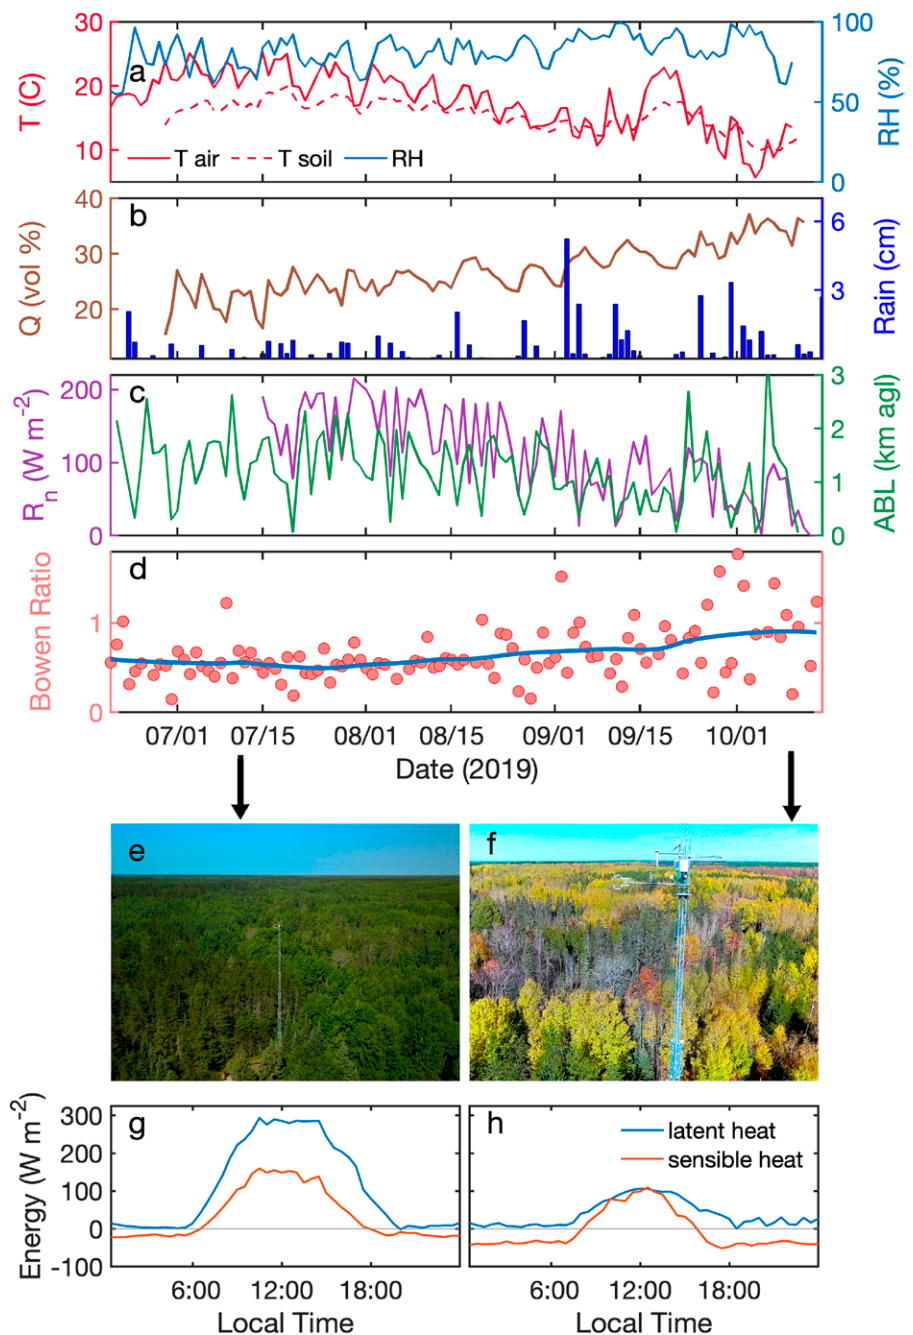 30
20
10
T (C)
a
T air
T soil
RH
100
50
0
RH (%)
40
30
20
Q (vol %)
b
6
3
Rain (cm)
200
100
0
Rn (W m-2)
c
3
2
1
0
ABL (km agl)
1
0
Bowen Ratio
d
07/01 07/15 08/01 08/15 09/01 09/15 10/01
Date (2019)
e
f
300
200
100
0
-100
Energy (W m-2)
g
h
latent heat
sensible heat
6:00 12:00 18:00
6:00 12:00 18:00
Local Time
Local Time